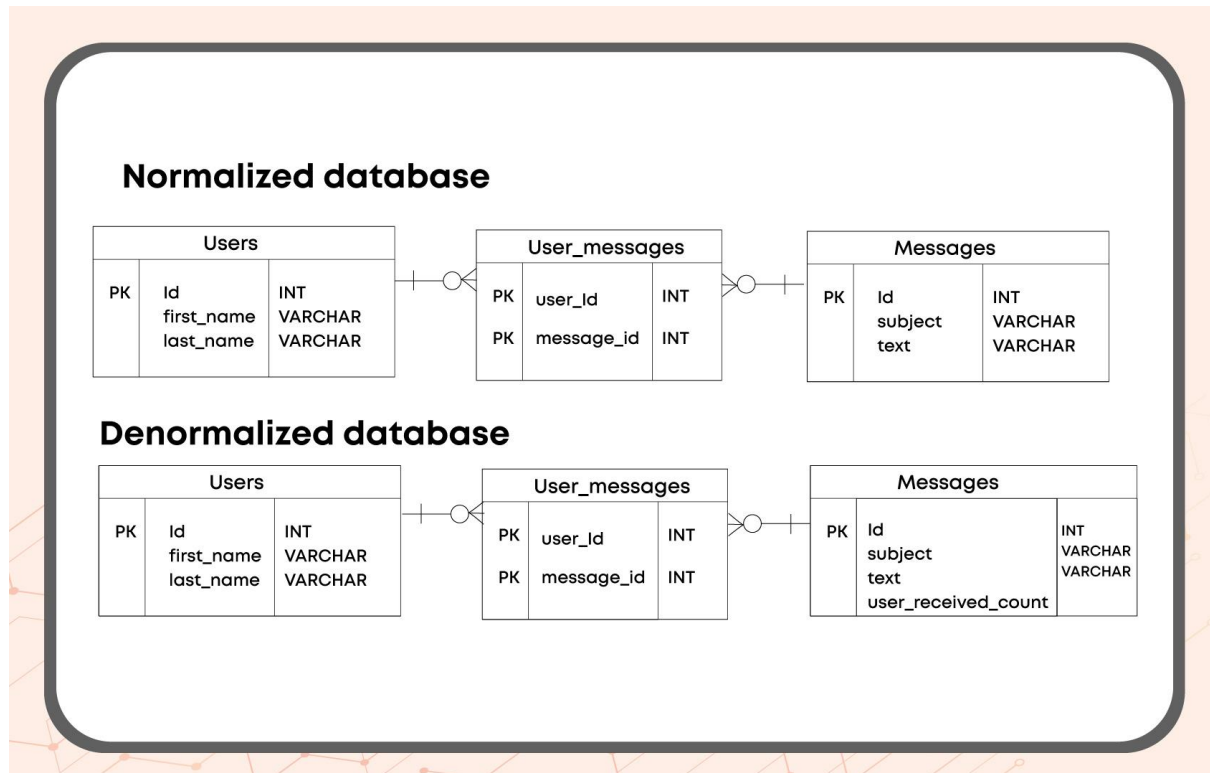 Normalized database
Users
PK Id INT
first_name VARCHAR
last_name VARCHAR
User_messages
PK user_Id INT
PK message_id INT
Messages
PK Id INT
subject VARCHAR
text VARCHAR
Denormalized database
Users
PK Id INT
first_name VARCHAR
last_name VARCHAR
User_messages
PK user_Id INT
PK message_id INT
Messages
PK Id INT
subject VARCHAR
text VARCHAR
user_received_count